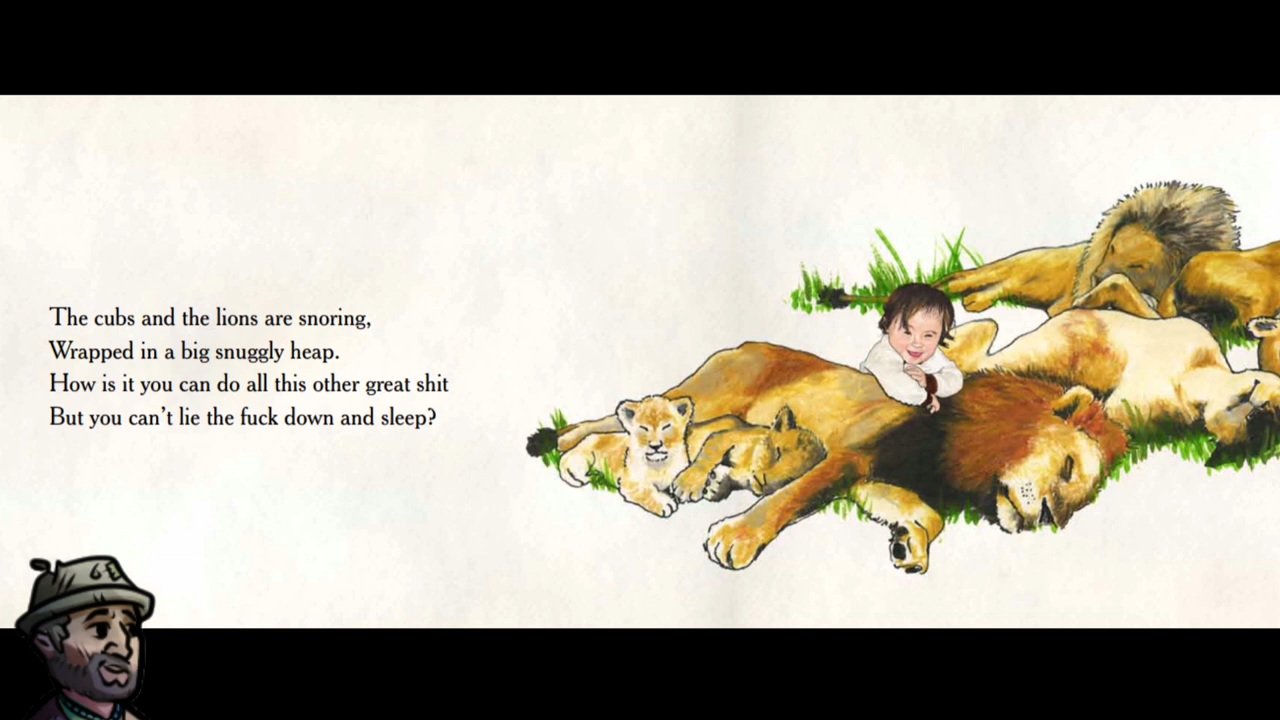 The cubs and the lions are snoring,
Wrapped in a big snuggly heap.
How is it you can do all this other great shit
But you can’t lie the fuck down and sleep?